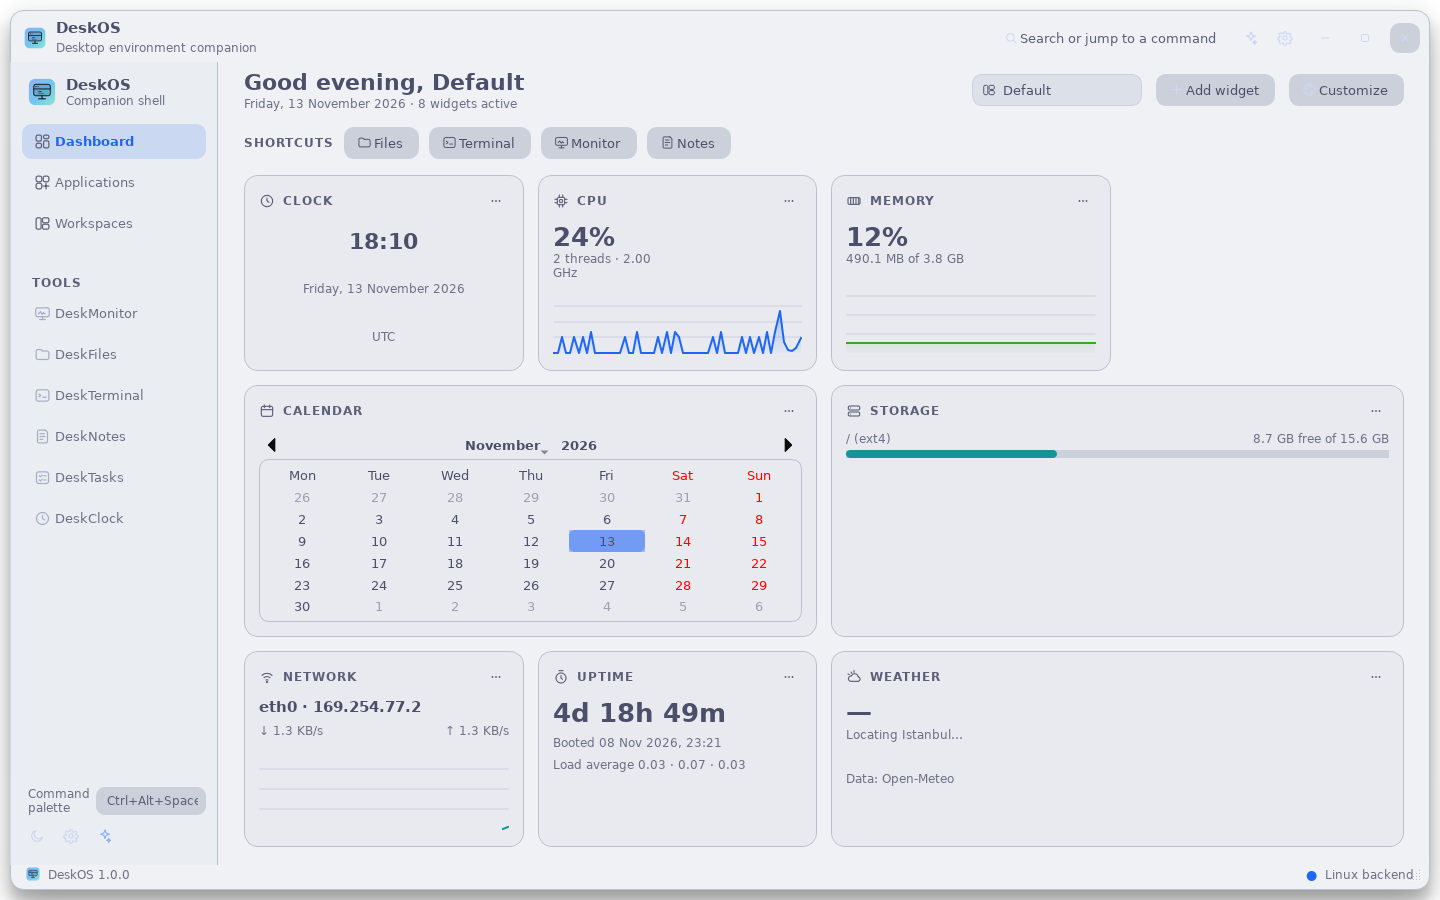 DeskOS
Desktop environment companion
Search or jump to a command
DeskOS
Companion shell
Dashboard
Applications
Workspaces
TOOLS
DeskMonitor
DeskFiles
DeskTerminal
DeskNotes
DeskTasks
DeskClock
Command palette
Ctrl+Alt+Space
Good evening, Default
Friday, 13 November 2026 · 8 widgets active
Default
Add widget
Customize
SHORTCUTS
Files
Terminal
Monitor
Notes
CLOCK
18:10
Friday, 13 November 2026
UTC
CPU
24%
2 threads · 2.00
GHz
MEMORY
12%
490.1 MB of 3.8 GB
CALENDAR
November 2026
Mon Tue Wed Thu Fri Sat Sun
26 27 28 29 30 31 1
2 3 4 5 6 7 8
9 10 11 12 13 14 15
16 17 18 19 20 21 22
23 24 25 26 27 28 29
30 1 2 3 4 5 6
STORAGE
/ (ext4) 8.7 GB free of 15.6 GB
NETWORK
eth0 · 169.254.77.2
↓ 1.3 KB/s ↑ 1.3 KB/s
UPTIME
4d 18h 49m
Booted 08 Nov 2026, 23:21
Load average 0.03 · 0.07 · 0.03
WEATHER
—
Locating Istanbul...
Data: Open-Meteo
DeskOS 1.0.0
Linux backend